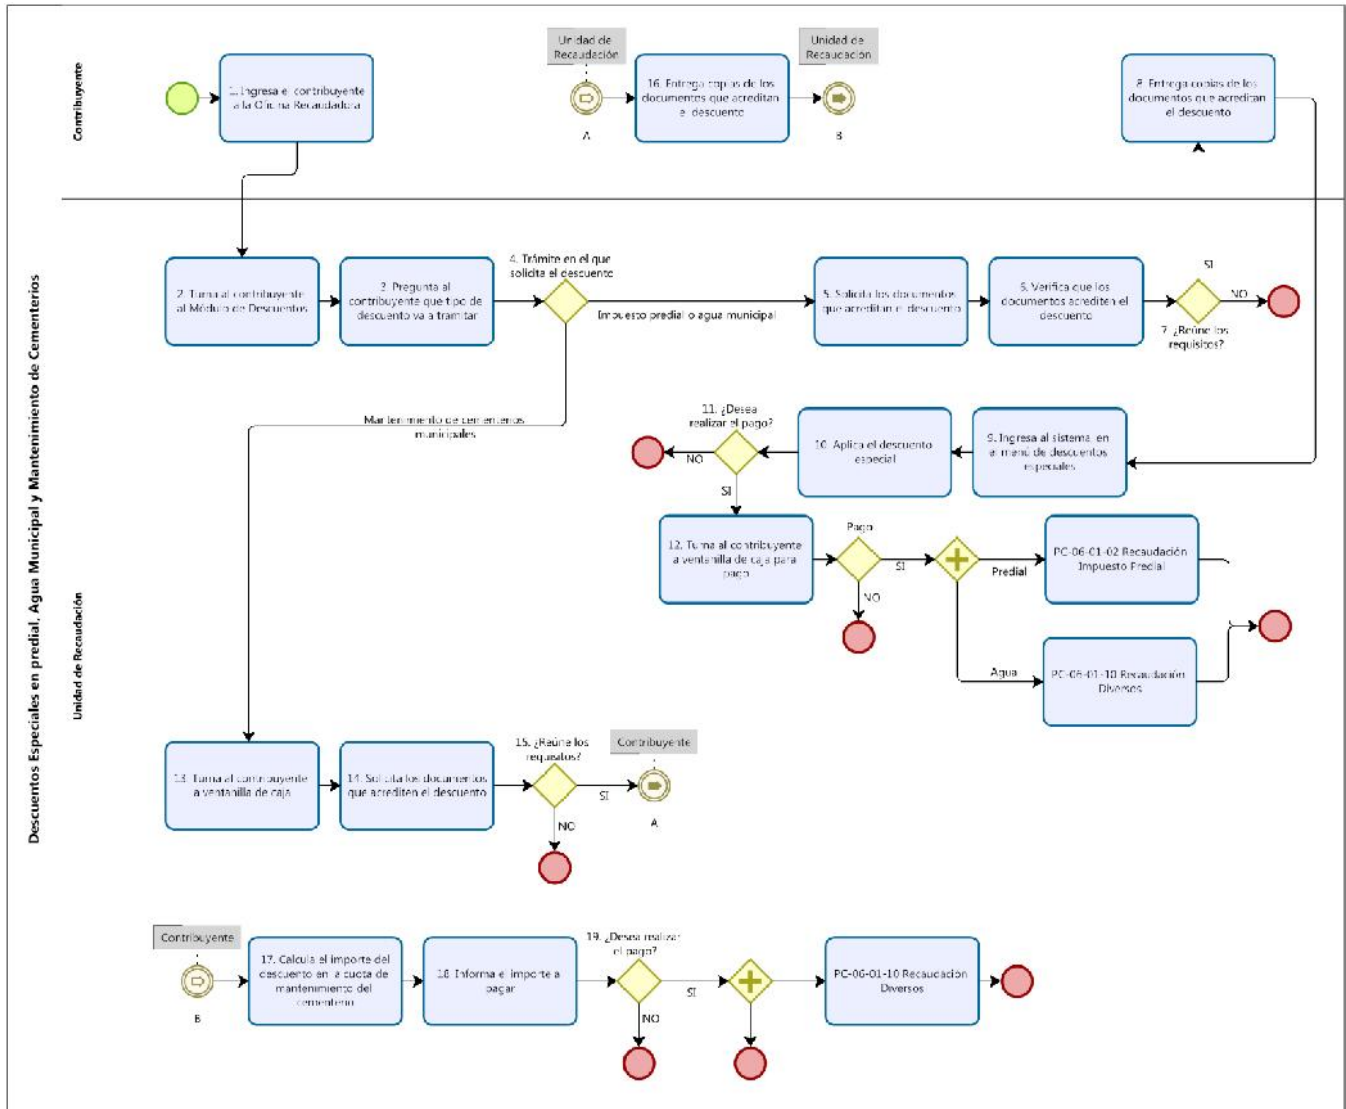 Descuentos Especiales en predial, Agua Municipal y Mantenimiento de Cementerios
Contribuyente
1. Ingresa el contribuyente
a la Oficina Recaudadora
Unidad de
Recaudación
A
16. Entrega copias de los
documentos que acreditan
el descuento
Unidad de
Recaudación
B
8. Entrega copias de los
documentos que acreditan
el descuento
Unidad de Recaudación
2. Turna al contribuyente
al Módulo de Descuentos
3. Pregunta al
contribuyente que tipo de
descuento va a tramitar
4. Trámite en el que
solicita el descuento
Impuesto predial o agua municipal
5. Solicita los documentos
que acreditan el descuento
6. Verifica que los
documentos acrediten el
descuento
SI
NO
7. ¿Reúne los
requisitos?
Mantenimiento de cementerios
municipales
11. ¿Desea
realizar el pago?
NO
SI
10. Aplica el descuento
especial
9. Ingresa al sistema en
el menú de descuentos
especiales
12. Turna al contribuyente
a ventanilla de caja para
pago
Pago
SI
NO
Predial
PC-06-01-02 Recaudación
Impuesto Predial
Agua
PC-06-01-10 Recaudación
Diversos
13. Turna al contribuyente
a ventanilla de caja
14. Solicita los documentos
que acrediten el descuento
15. ¿Reúne los
requisitos?
SI
NO
Contribuyente
A
Contribuyente
B
17. Calcula el importe del
descuento en la cuota de
mantenimiento del
cementerio
18. Informa el importe a
pagar
19. ¿Desea realizar
el pago?
SI
NO
PC-06-01-10 Recaudación
Diversos